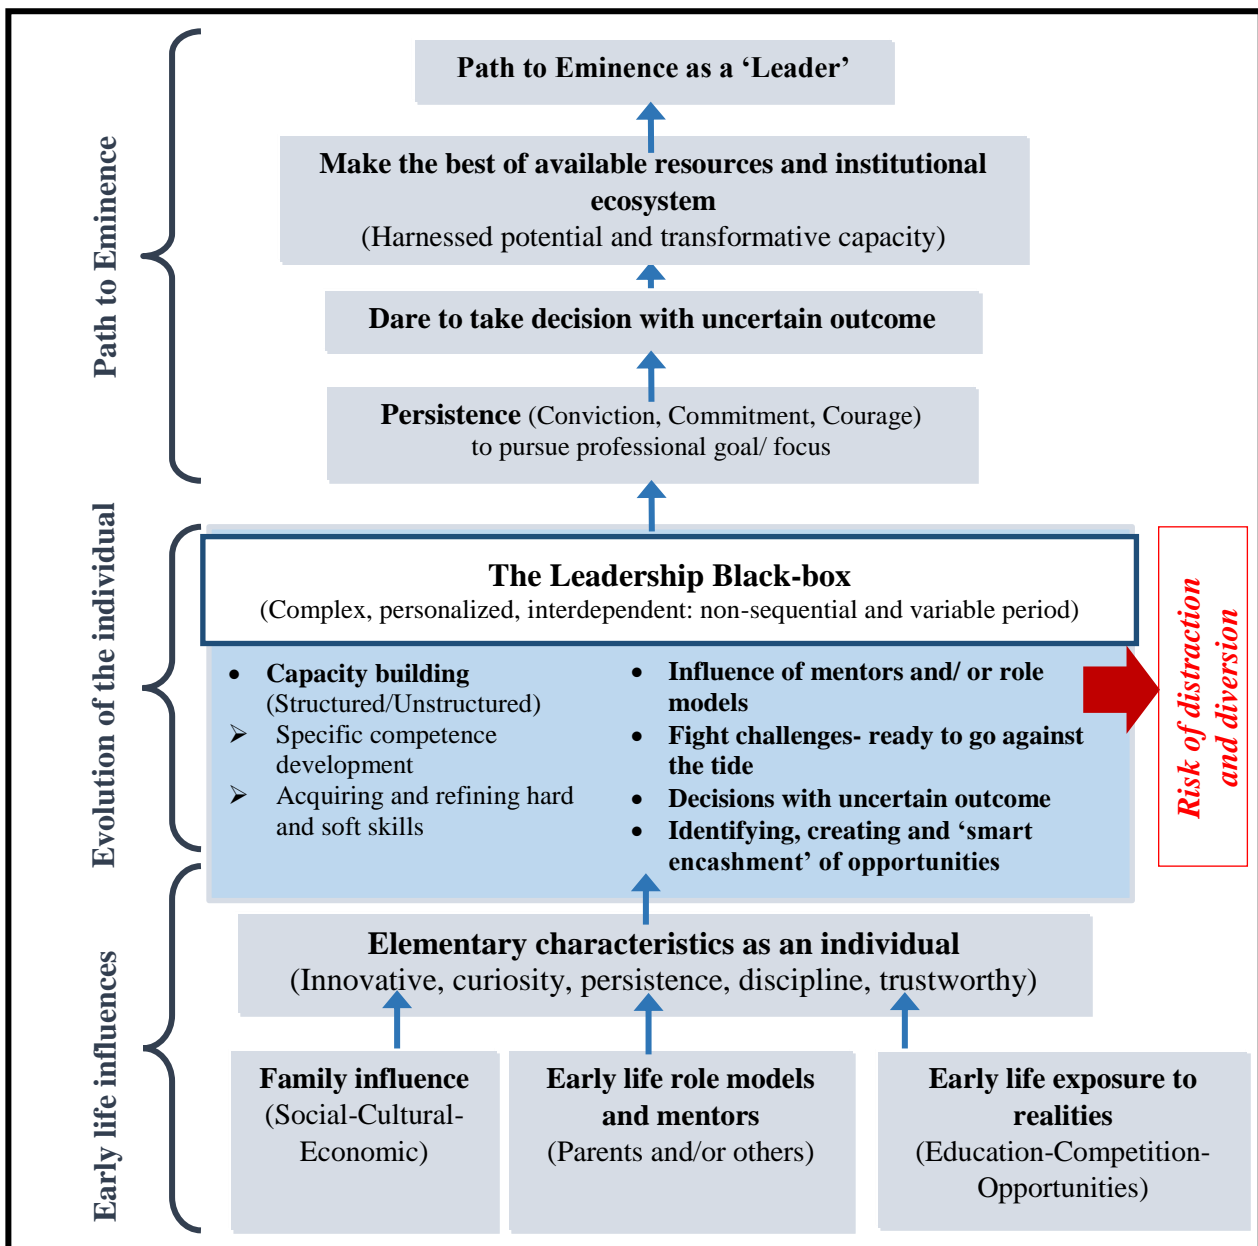 Path to Eminence
Path to Eminence as a ‘Leader’
Make the best of available resources and institutional
ecosystem
(Harnessed potential and transformative capacity)
Dare to take decision with uncertain outcome
Persistence (Conviction, Commitment, Courage)
to pursue professional goal/ focus
Evolution of the individual
The Leadership Black-box
(Complex, personalized, interdependent: non-sequential and variable period)
• Capacity building
(Structured/Unstructured)
➢ Specific competence
development
➢ Acquiring and refining hard
and soft skills
• Influence of mentors and/ or role
models
• Fight challenges- ready to go against
the tide
• Decisions with uncertain outcome
• Identifying, creating and ‘smart
encashment’ of opportunities
Risk of distraction
and diversion
Early life influences
Elementary characteristics as an individual
(Innovative, curiosity, persistence, discipline, trustworthy)
Family influence
(Social-Cultural-
Economic)
Early life role models
and mentors
(Parents and/or others)
Early life exposure to
realities
(Education-Competition-
Opportunities)